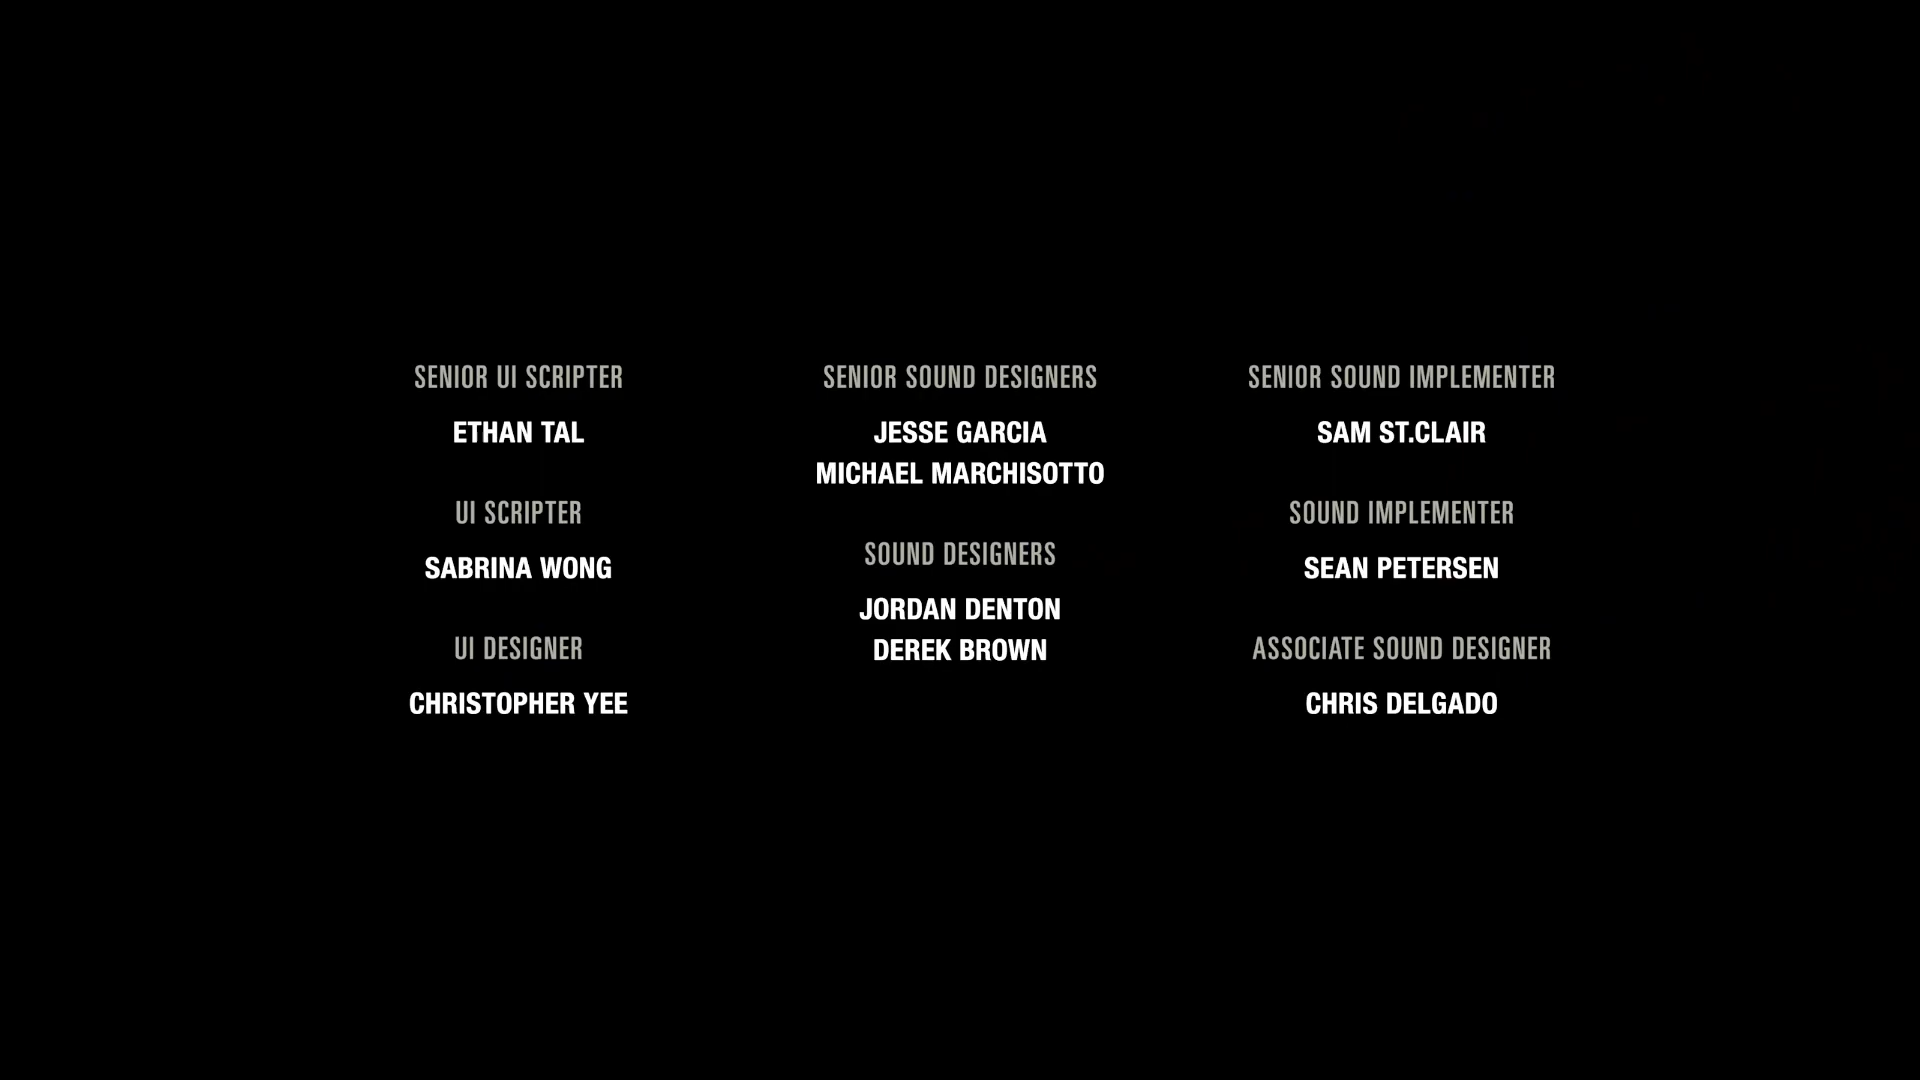 SENIOR UI SCRIPTER
ETHAN TAL
UI SCRIPTER
SABRINA WONG
UI DESIGNER
CHRISTOPHER YEE
SENIOR SOUND DESIGNERS
JESSE GARCIA
MICHAEL MARCHISOTTO
SOUND DESIGNERS
JORDAN DENTON
DEREK BROWN
SENIOR SOUND IMPLEMENTER
SAM ST.CLAIR
SOUND IMPLEMENTER
SEAN PETERSEN
ASSOCIATE SOUND DESIGNER
CHRIS DELGADO